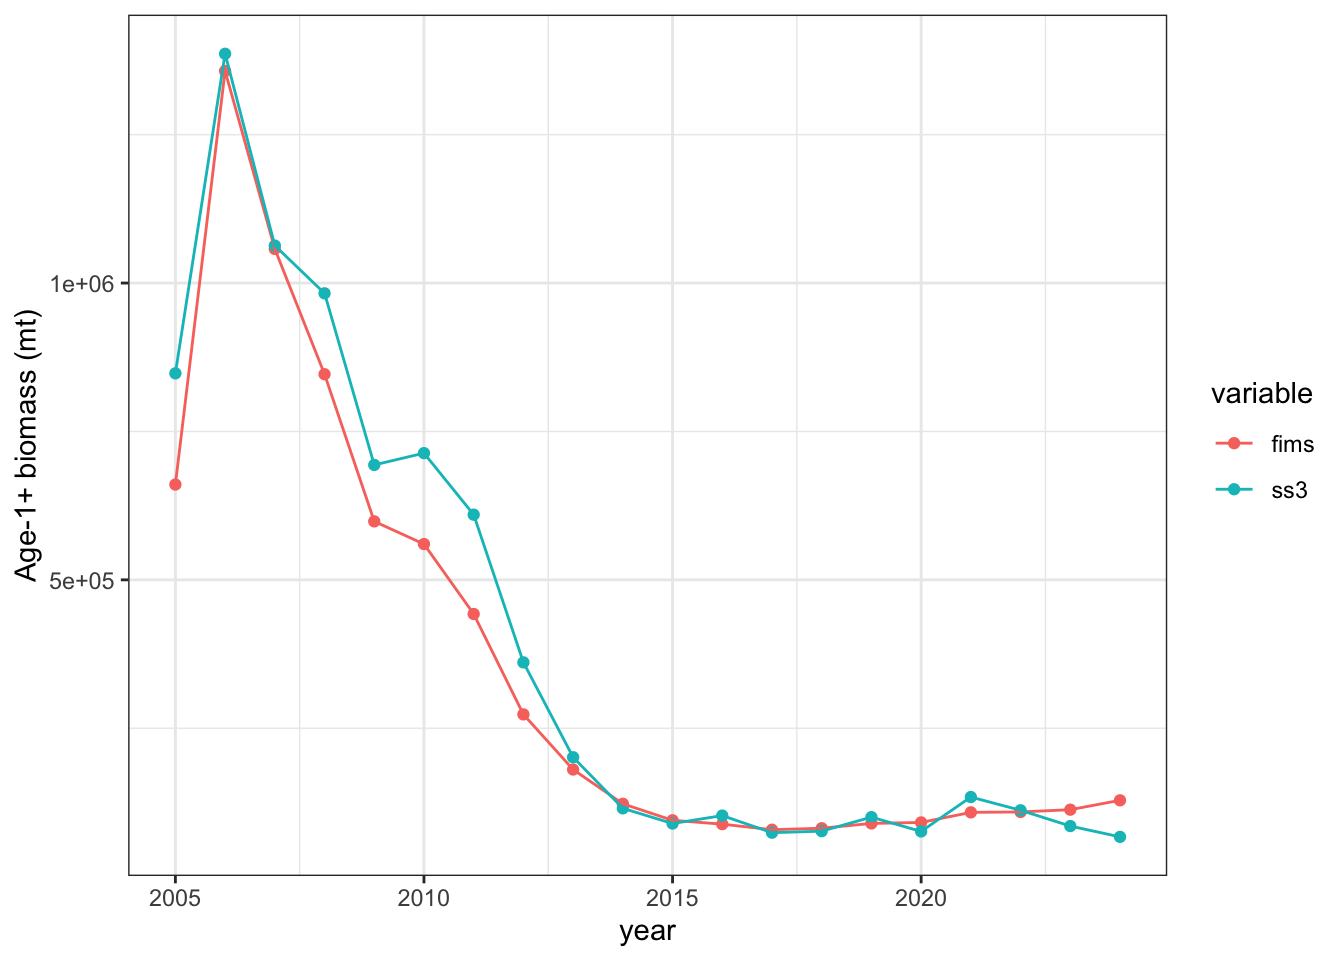 Age-1+ biomass (mt)
1e+06
5e+05
2005 2010 2015 2020
year
variable
fims
ss3